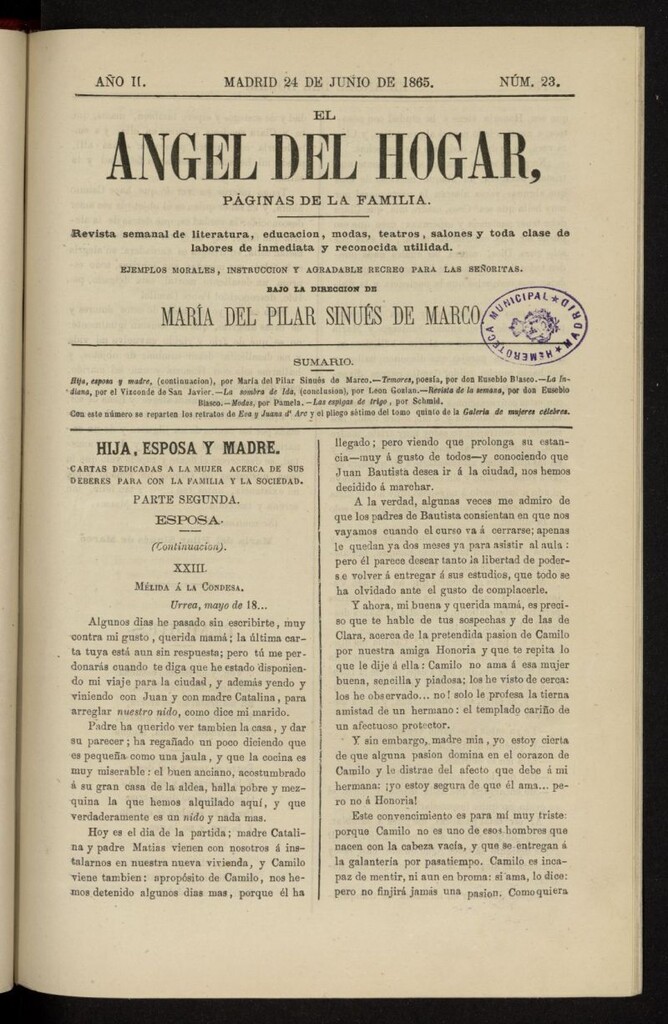 AÑO II. MADRID 24 DE JUNIO DE 1865. NÚM. 23.
EL
ANGEL DEL HOGAR,
PÁGINAS DE LA FAMILIA.
Revista semanal de literatura, educacion, modas, teatros, salones y toda clase de
labores de inmediata y reconocida utilidad.
EJEMPLOS MORALES, INSTRUCCION Y AGRADABLE RECREO PARA LAS SEÑORITAS.
BAJO LA DIRECCION DE
MARÍA DEL PILAR SINUÉS DE MARCO
HEMEROTECA MUNICIPAL MADRID
SUMARIO.
Hija, esposa y madre, (continuacion), por María del Pilar Sinués de Marco.—Temores, poesía, por don Eusebio Blasco.—La In-
diana, por el Vizconde de San Javier.—La sombra de Ida, (conclusion), por Leon Gozlan.—Revista de la semana, por don Eusebio
Blasco.—Modas, por Pamela.—Las espigas de trigo, por Schmid.
Con este número se reparten los retratos de Eva y Juana d' Arc y el pliego sétimo del tomo quinto de la Galeria de mujeres célebres.
HIJA, ESPOSA Y MADRE.
CARTAS DEDICADAS A LA MUJER ACERCA DE SUS
DEBERES PARA CON LA FAMILIA Y LA SOCIEDAD.
PARTE SEGUNDA.
ESPOSA.
(Continuacion).
XXIII.
MÉLIDA Á LA CONDESA.
Urrea, mayo de 18...
Algunos dias he pasado sin escribirte, muy
contra mi gusto, querida mamá; la última car-
ta tuya está aun sin respuesta; pero tú me per-
donarás cuando te diga que he estado disponien-
do mi viaje para la ciudad, y además yendo y
viniendo con Juan y con madre Catalina, para
arreglar nuestro nido, como dice mi marido.
Padre ha querido ver tambien la casa, y dar
su parecer; ha regañado un poco diciendo que
es pequeña como una jaula, y que la cocina es
muy miserable: el buen anciano, acostumbrado
á su gran casa de la aldea, halla pobre y mez-
quina la que hemos alquilado aquí, y que
verdaderamente es un nido y nada mas.
Hoy es el dia de la partida; madre Catali-
na y padre Matias vienen con nosotros á ins-
talarnos en nuestra nueva vivienda, y Camilo
viene tambien: apropósito de Camilo, nos he-
mos detenido algunos dias mas, porque él ha
llegado; pero viendo que prolonga su estan-
cia—muy á gusto de todos—y conociendo que
Juan Bautista desea ir á la ciudad, nos hemos
decidido á marchar.
A la verdad, algunas veces me admiro de
que los padres de Bautista consientan en que nos
vayamos cuando el curso va á cerrarse; apenas
le quedan ya dos meses ya para asistir al aula:
pero él parece desear tanto la libertad de poder-
se volver á entregar á sus estudios, que todo se
ha olvidado ante el gusto de complacerle.
Y ahora, mi buena y querida mamá, es preci-
so que te hable de tus sospechas y de las de
Clara, acerca de la pretendida pasion de Camilo
por nuestra amiga Honoria y que te repita lo
que le dije á ella: Camilo no ama á esa mujer
buena, sencilla y piadosa; los he visto de cerca:
los he observado... no! solo le profesa la tierna
amistad de un hermano: el templado cariño de
un afectuoso protector.
Y sin embargo, madre mia, yo estoy cierta
de que alguna pasion domina en el corazon de
Camilo y le distrae del afecto que debe á mi
hermana: ¡yo estoy segura de que él ama... pe-
ro no á Honoria!
Este convencimiento es para mí muy triste:
porque Camilo no es uno de esos hombres que
nacen con la cabeza vacía, y que se entregan á
la galantería por pasatiempo. Camilo es inca-
paz de mentir, ni aun en broma: si ama, lo dice:
pero no finjirá jamás una pasion. Comoquiera